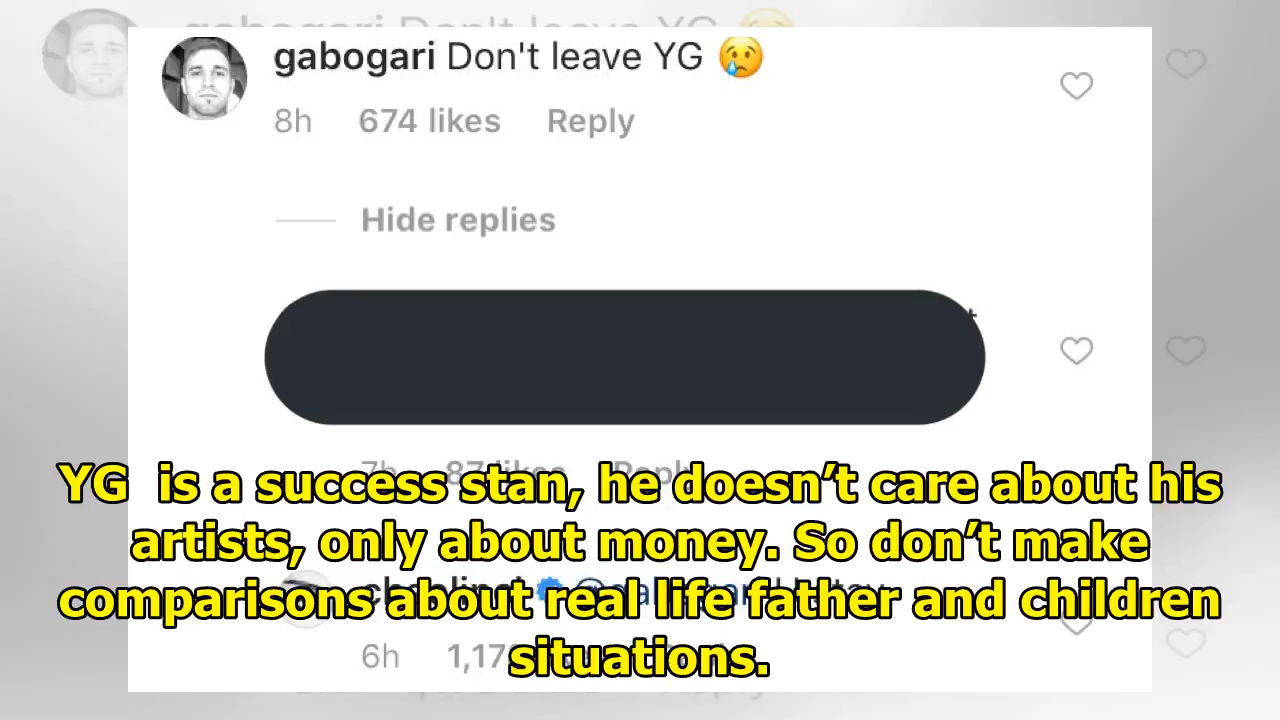 gabogari Don't leave YG 😢
8h 674 likes Reply
Hide replies
7h 87 likes Reply
YG is a success stan, he doesn’t care about his
artists, only about money. So don’t make
comparisons about real life father and children
situations.
6h